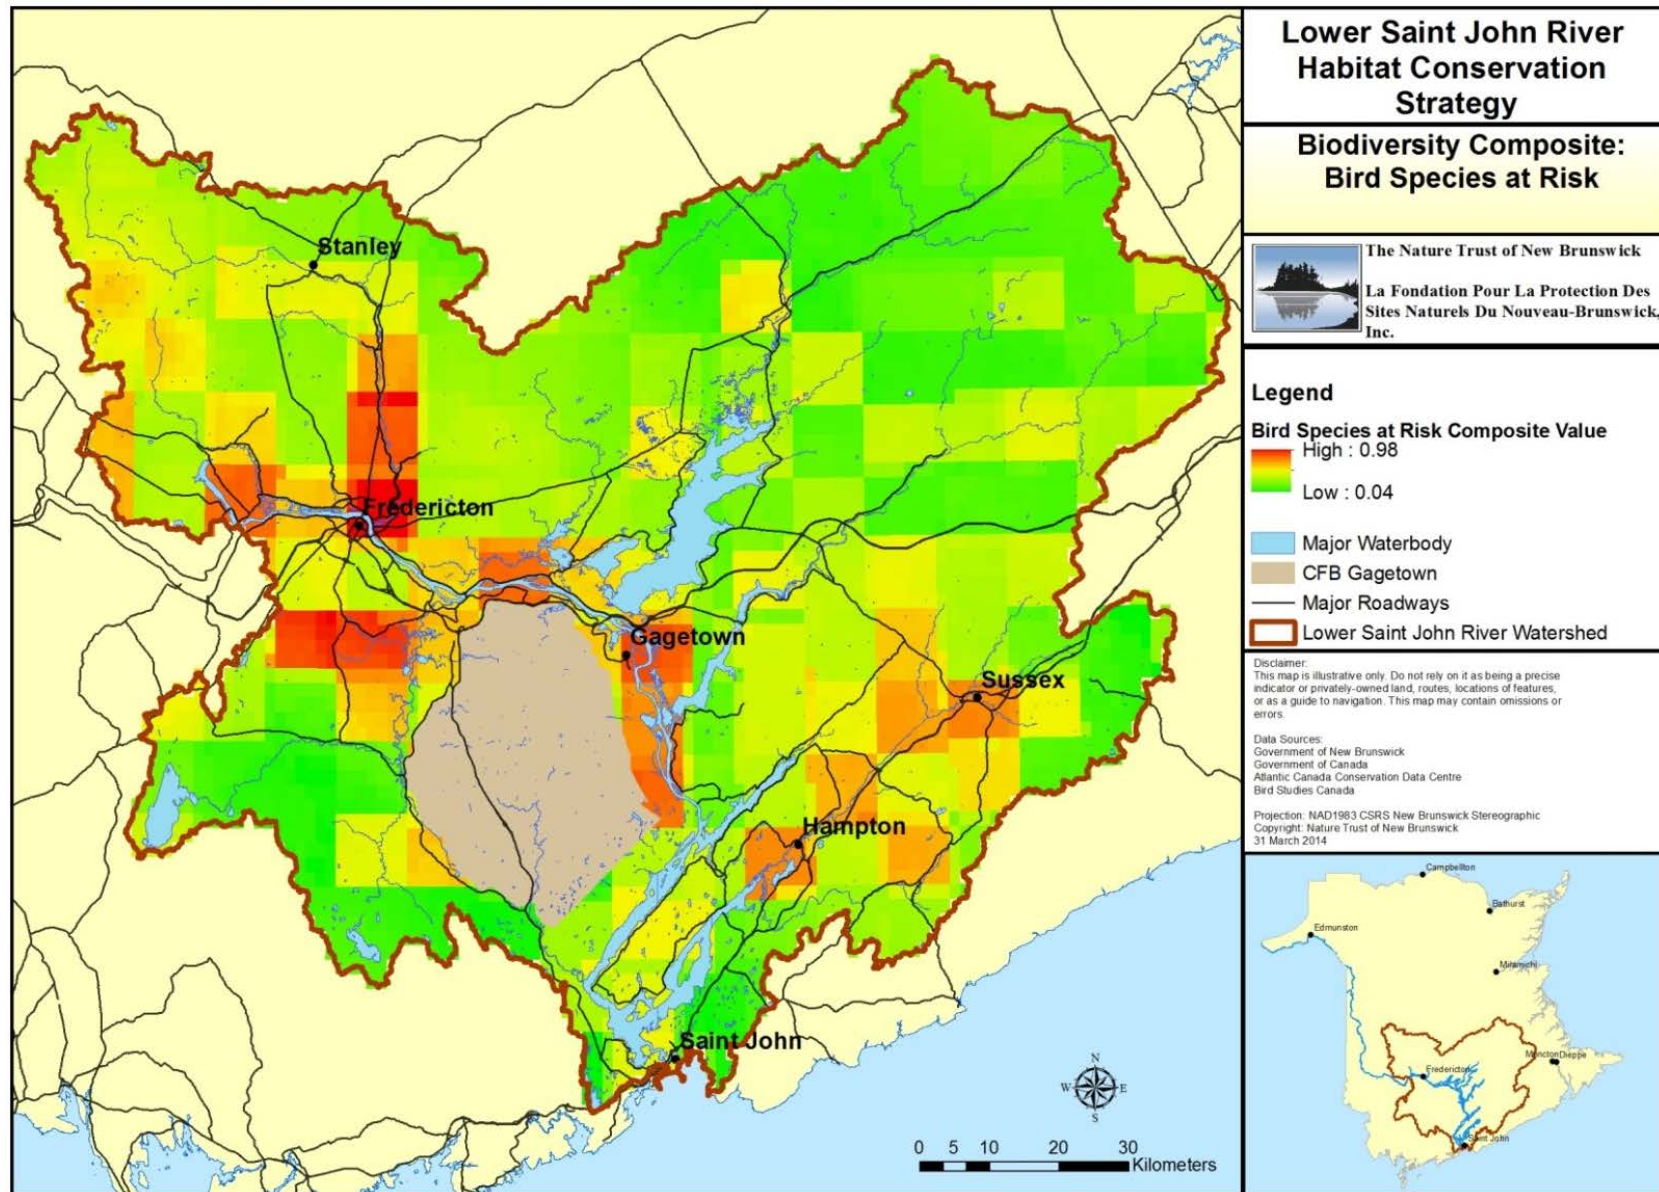 Lower Saint John River
Habitat Conservation
Strategy
Biodiversity Composite:
Bird Species at Risk
The Nature Trust of New Brunswick
La Fondation Pour La Protection Des
Sites Naturels Du Nouveau-Brunswick,
Inc.
Legend
Bird Species at Risk Composite Value
High : 0.98
Low : 0.04
Major Waterbody
CFB Gagetown
Major Roadways
Lower Saint John River Watershed
Disclaimer:
This map is illustrative only. Do not rely on it as being a precise
indicator or privately-owned land, routes, locations of features,
or as a guide to navigation. This map may contain omissions or
errors.
Data Sources:
Government of New Brunswick
Government of Canada
Atlantic Canada Conservation Data Centre
Bird Studies Canada
Projection: NAD1983 CSRS New Brunswick Stereographic
Copyright: Nature Trust of New Brunswick
31 March 2014
Stanley
Fredericton
Gagetown
Sussex
Hampton
Saint John
N
W E
S
0 5 10 20 30
Kilometers
Campbellton
Bathurst
Edmunston
Miramichi
Moncton Dieppe
Fredericton
Saint John